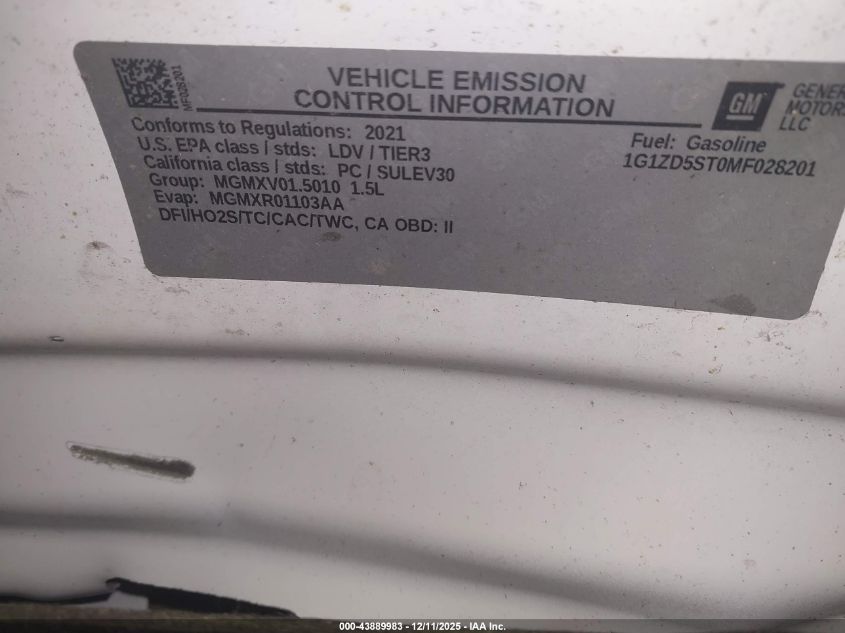 MF028201
VEHICLE EMISSION
CONTROL INFORMATION
GM
GENER
MOTORS
LLC
Conforms to Regulations: 2021
U.S. EPA class / stds: LDV / TIER3
California class / stds: PC / SULEV30
Group: MGMXV01.5010 1.5L
Evap: MGMXR01103AA
DFI/HO2S/TC/CAC/TWC, CA OBD: II
Fuel: Gasoline
1G1ZD5ST0MF028201
000-43889983 - 12/11/2025 - IAA Inc.